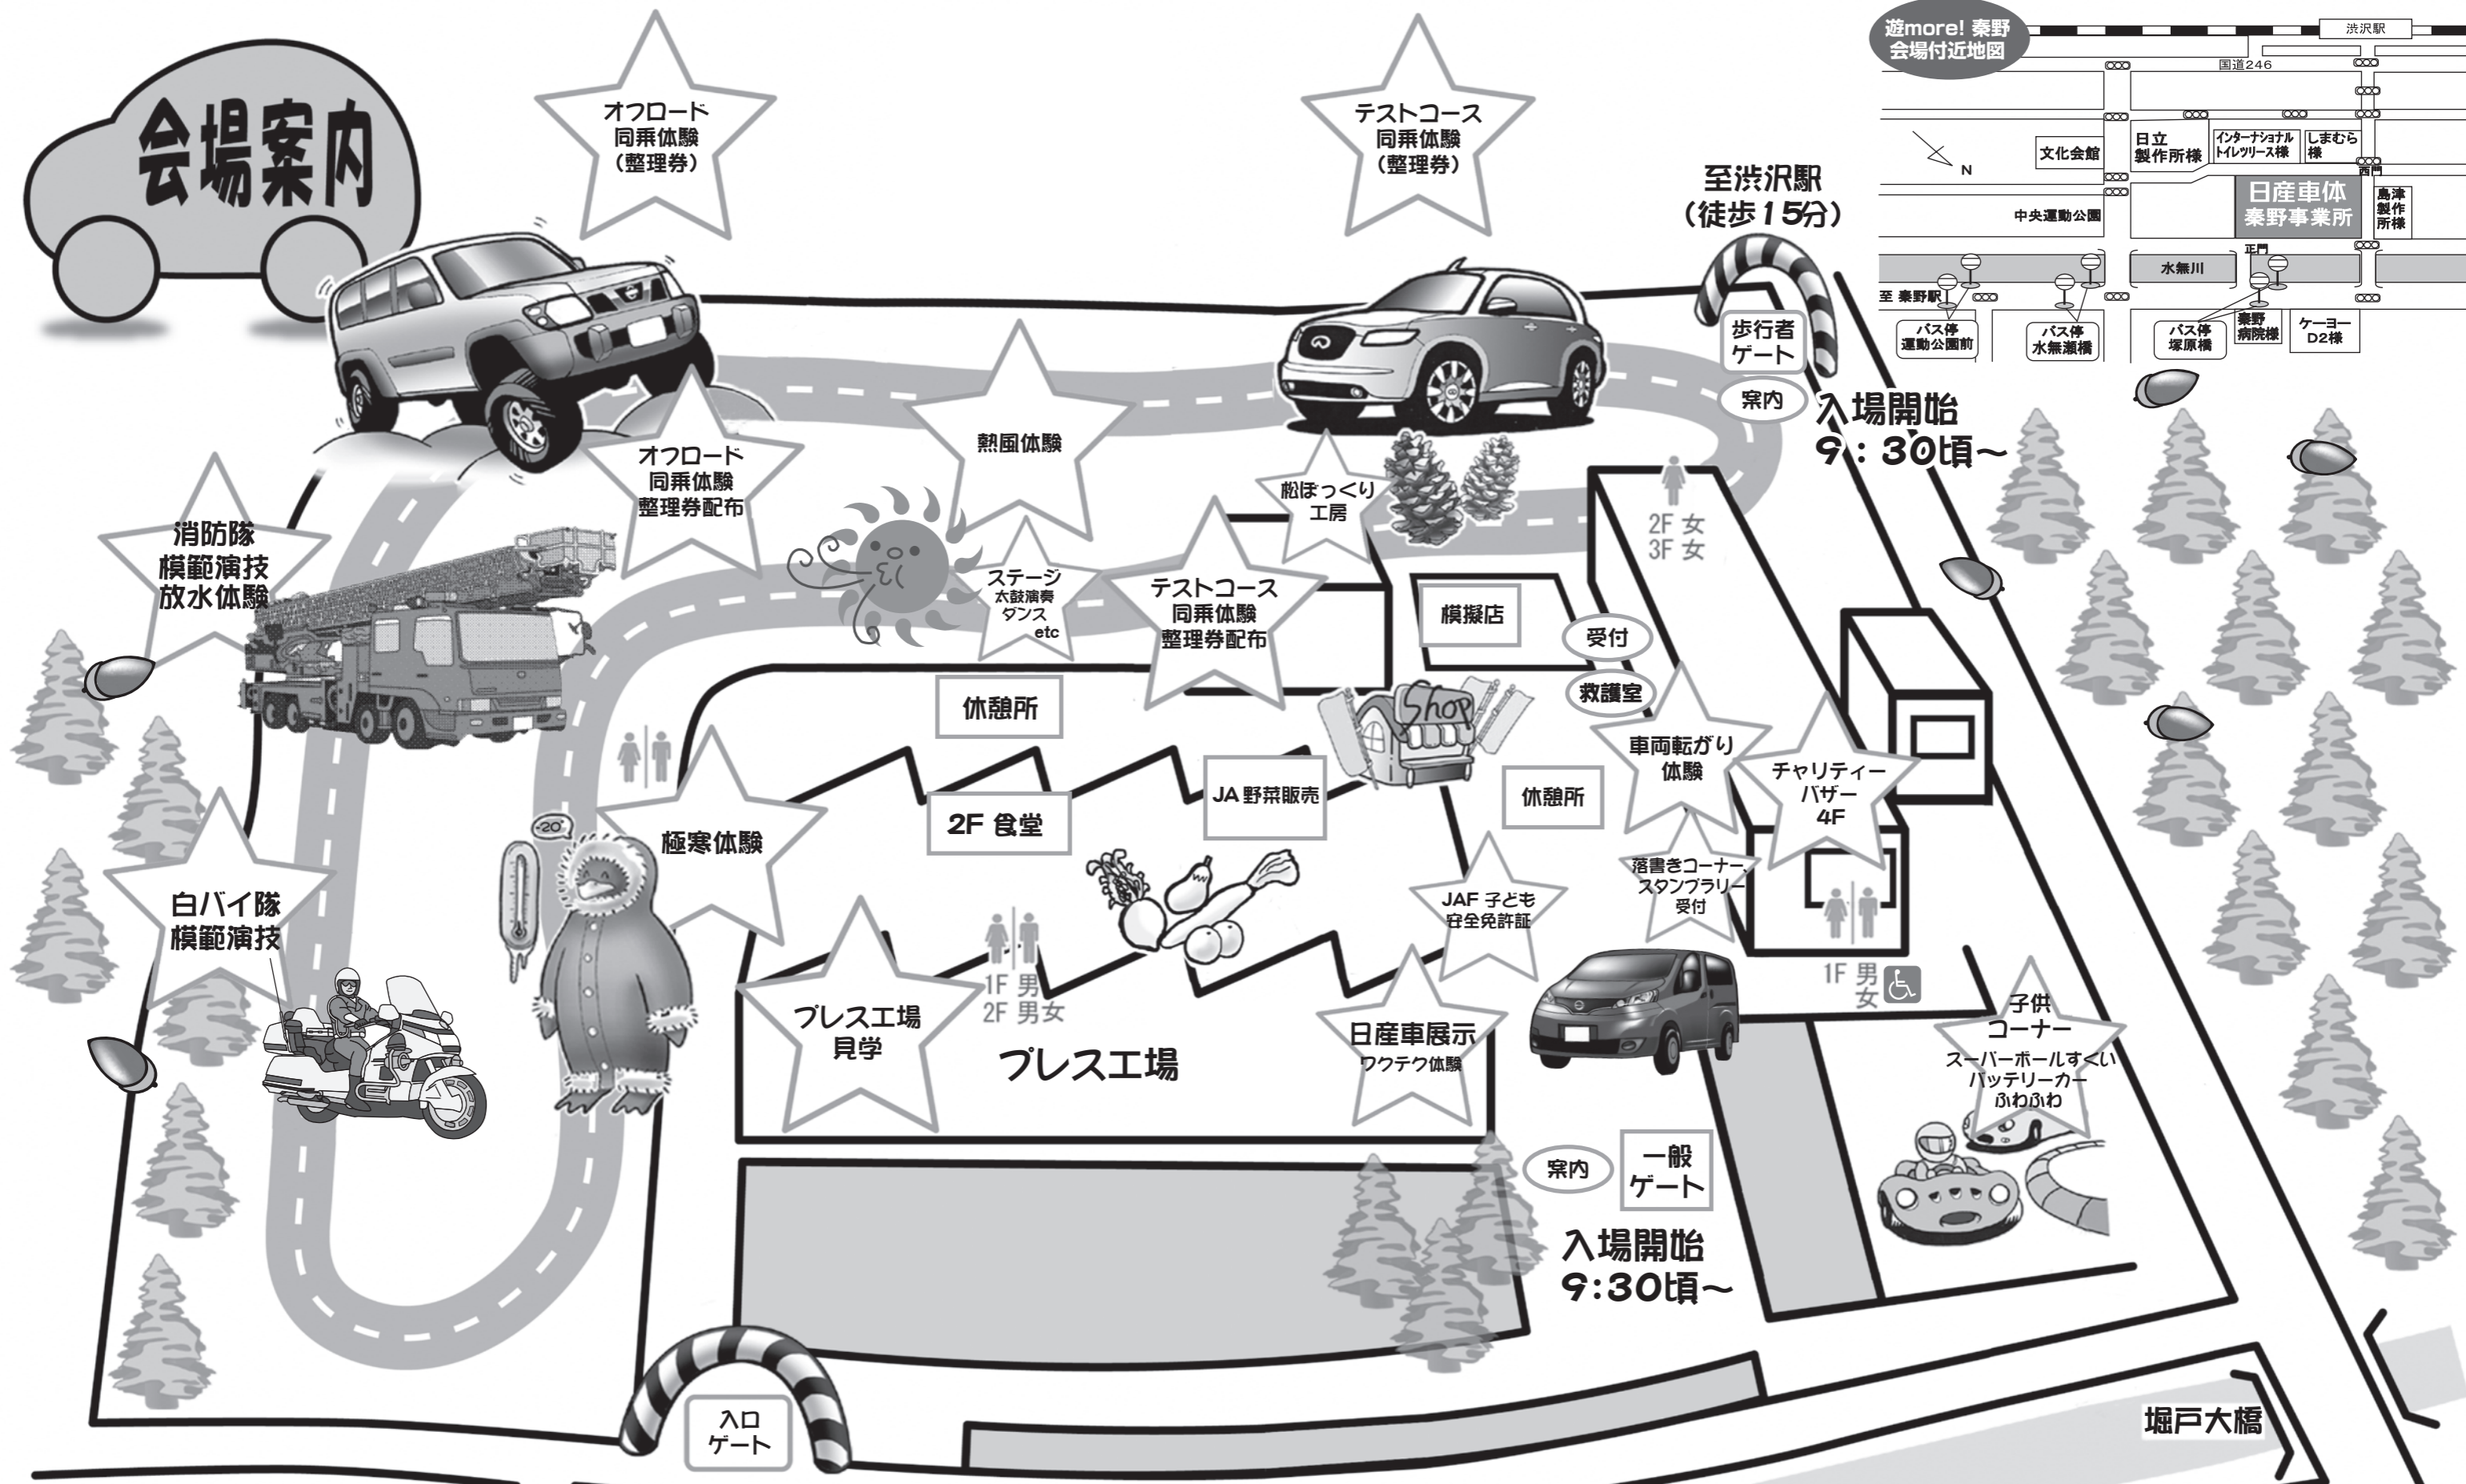 会場案内
オフロード
同乗体験
（整理券）
テストコース
同乗体験
（整理券）
至渋沢駅
（徒歩15分）
歩行者
ゲート
案内
入場開始
9：30頃～
遊more! 秦野
会場付近地図
渋沢駅
国道246
文化会館
日立
製作所様
インターナショナル
トイレツリース様
しまむら
様
西門
N
中央運動公園
日産車体
秦野事業所
島津
製作所様
正門
水無川
至 秦野駅
バス停
運動公園前
バス停
水無瀬橋
バス停
塚原橋
秦野
病院様
ケーヨー
D2様
オフロード
同乗体験
整理券配布
熱風体験
松ぼっくり
工房
2F 女
3F 女
消防隊
模範演技
放水体験
ステージ
太鼓演奏
ダンス
etc
テストコース
同乗体験
整理券配布
模擬店
受付
救護室
休憩所
Shop
車両転がり
体験
チャリティー
バザー
4F
JA 野菜販売
休憩所
2F 食堂
-20°
極寒体験
落書きコーナー、
スタンプラリー
受付
JAF 子ども
安全免許証
白バイ隊
模範演技
1F 男
2F 男女
1F 男
女
プレス工場
見学
プレス工場
日産車展示
ワクテク体験
子供
コーナー
スーパーボールすくい
バッテリーカー
ふわふわ
案内
一般
ゲート
入場開始
9:30頃～
入口
ゲート
堀戸大橋